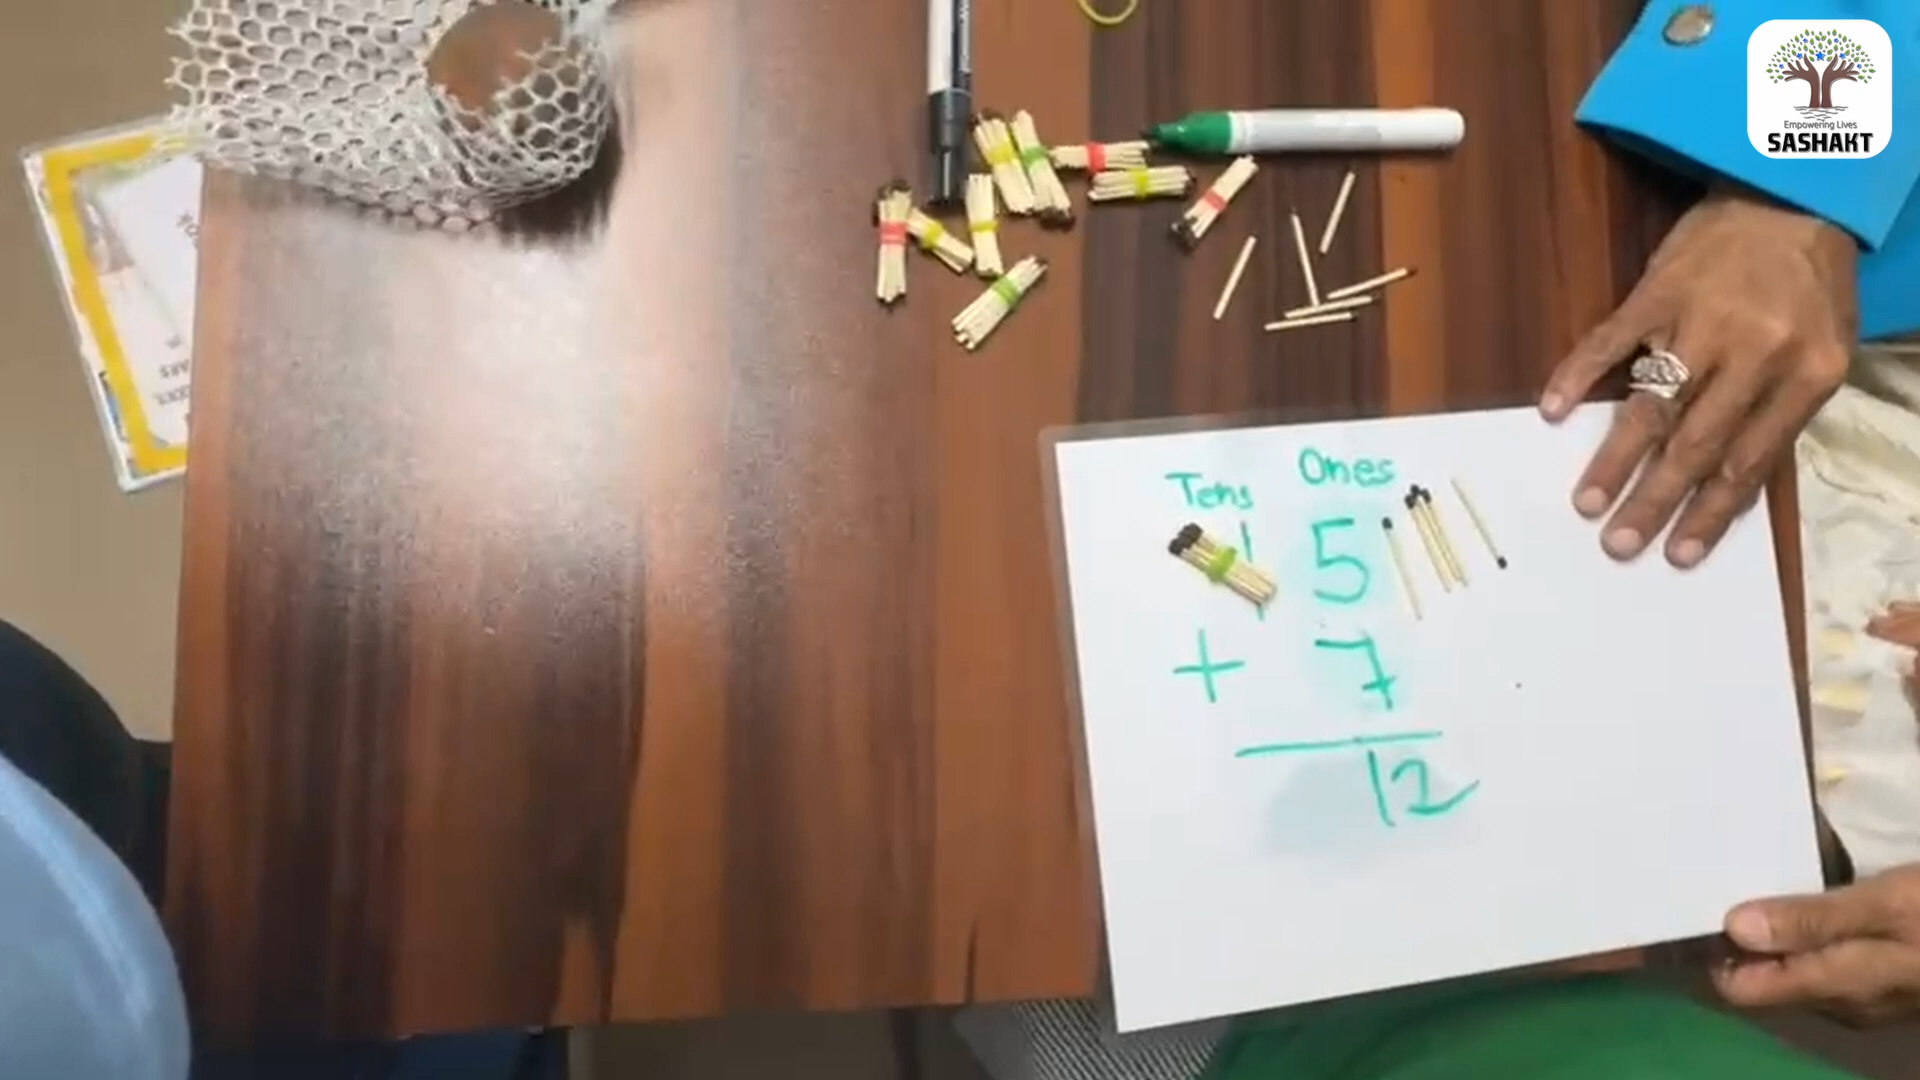 Empowering Lives
SASHAKT
Tens Ones
1 5
+ 7
12